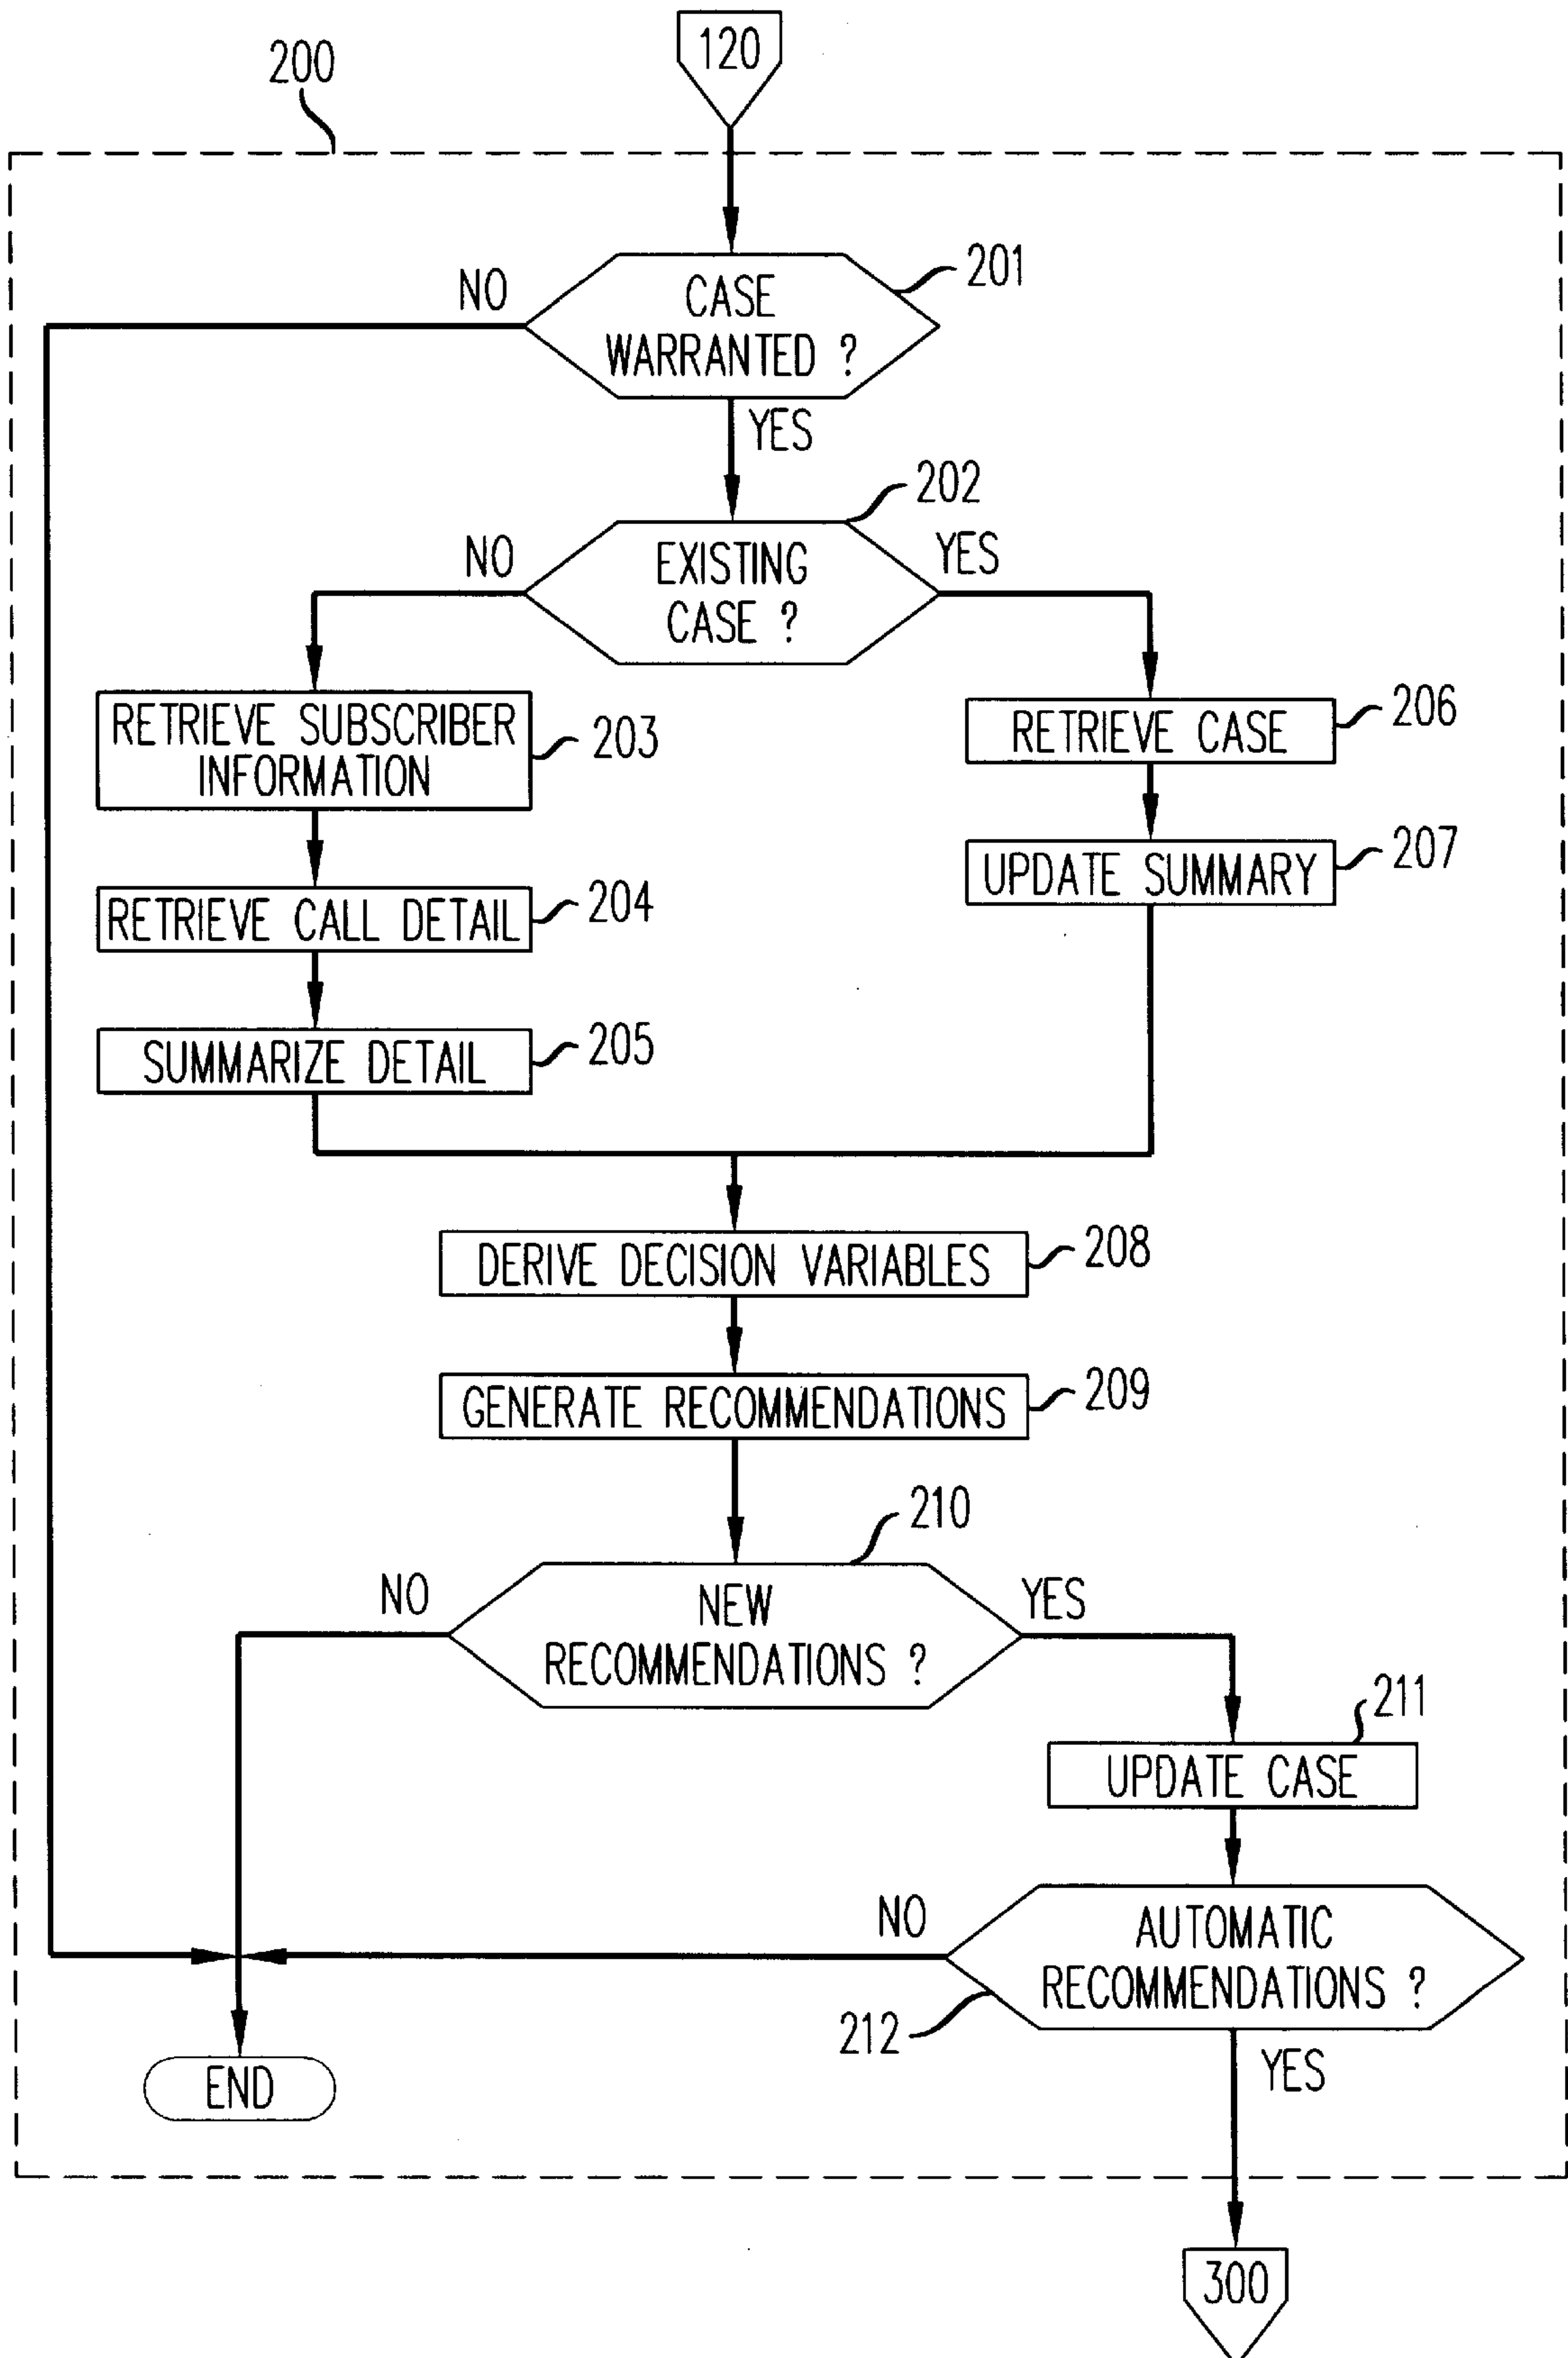 120
200
CASE
WARRANTED ?
201
NO
YES
202
EXISTING
CASE ?
NO
YES
RETRIEVE SUBSCRIBER
INFORMATION
203
RETRIEVE CASE
206
RETRIEVE CALL DETAIL
204
UPDATE SUMMARY
207
SUMMARIZE DETAIL
205
DERIVE DECISION VARIABLES
208
GENERATE RECOMMENDATIONS
209
210
NEW
RECOMMENDATIONS ?
NO
YES
211
UPDATE CASE
AUTOMATIC
RECOMMENDATIONS ?
NO
212
YES
END
300